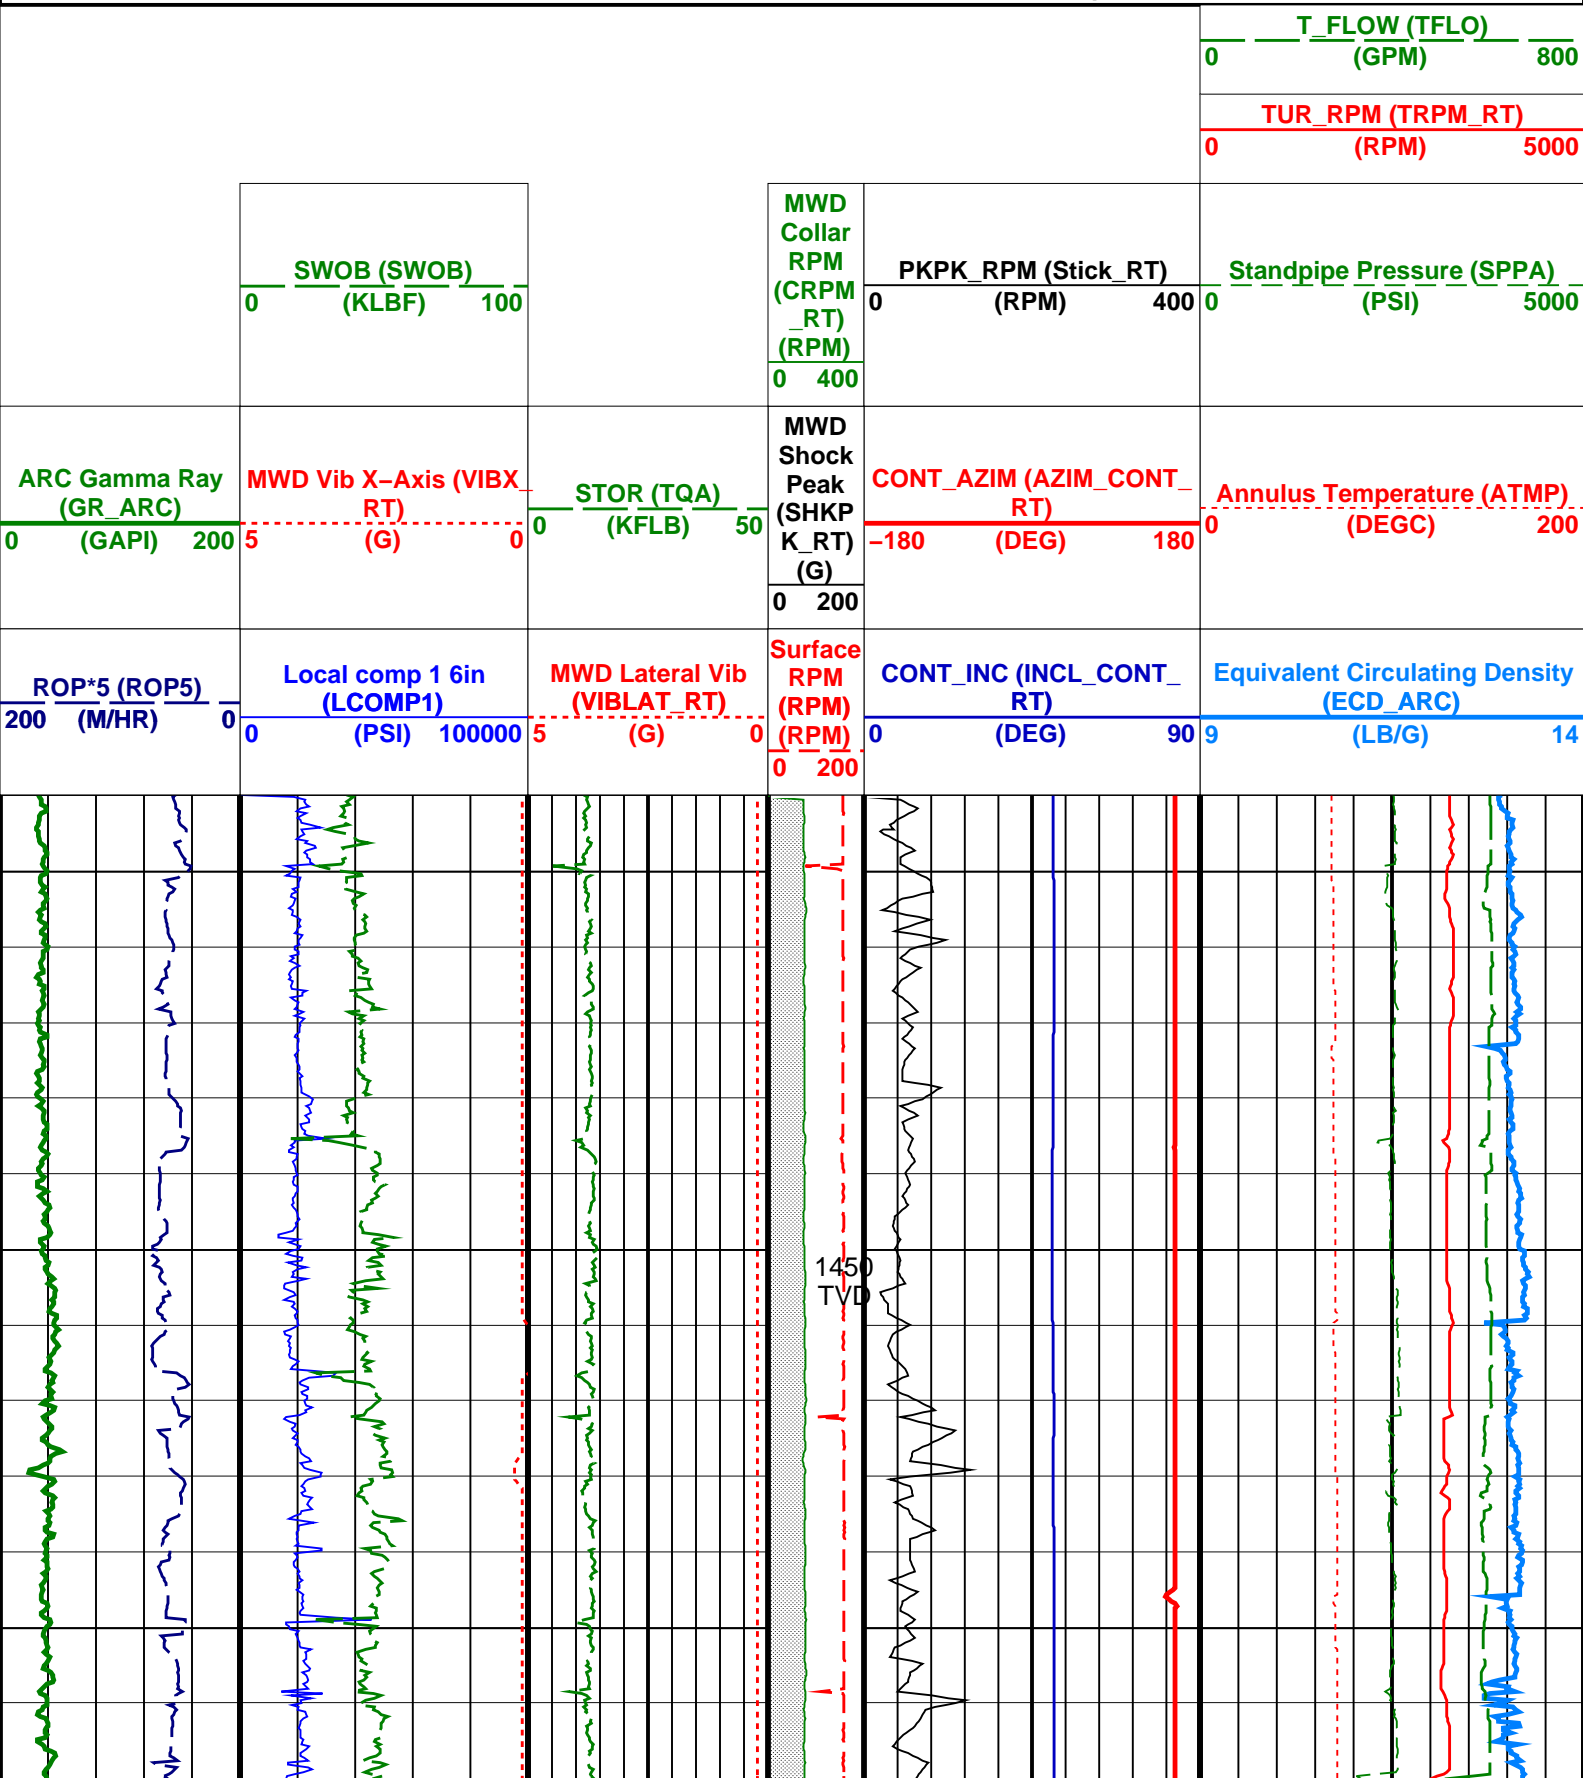 T_FLOW (TFLO)
0 (GPM) 800
TUR_RPM (TRPM_RT)
0 (RPM) 5000
SWOB (SWOB)
0 (KLBF) 100
MWD
Collar
RPM
(CRPM
_RT)
(RPM)
0 400
PKPK_RPM (Stick_RT)
0 (RPM) 400
Standpipe Pressure (SPPA)
0 (PSI) 5000
ARC Gamma Ray
(GR_ARC)
0 (GAPI) 200
MWD Vib X–Axis (VIBX_
RT)
5 (G) 0
STOR (TQA)
0 (KFLB) 50
MWD
Shock
Peak
(SHKP
K_RT)
(G)
0 200
CONT_AZIM (AZIM_CONT_
RT)
–180 (DEG) 180
Annulus Temperature (ATMP)
0 (DEGC) 200
ROP*5 (ROP5)
200 (M/HR) 0
Local comp 1 6in
(LCOMP1)
0 (PSI) 100000
MWD Lateral Vib
(VIBLAT_RT)
5 (G) 0
Surface
RPM
(RPM)
(RPM)
0 200
CONT_INC (INCL_CONT_
RT)
0 (DEG) 90
Equivalent Circulating Density
(ECD_ARC)
9 (LB/G) 14
1450
TVD